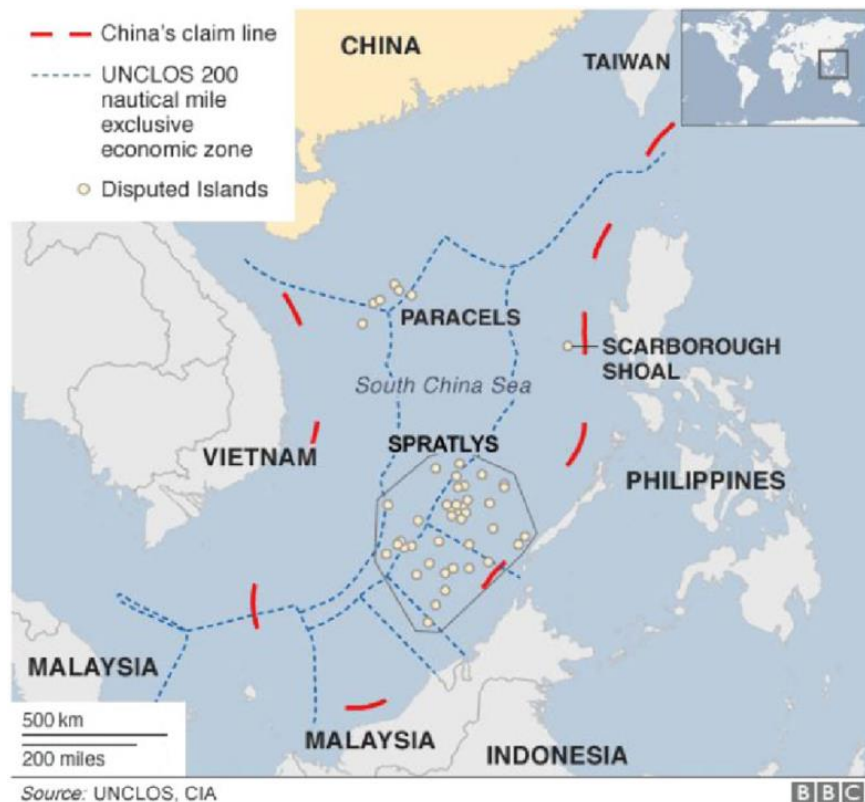 China's claim line
UNCLOS 200
nautical mile
exclusive
economic zone
Disputed Islands
CHINA
TAIWAN
PARACELS
South China Sea
SCARBOROUGH
SHOAL
SPRATLYS
VIETNAM
PHILIPPINES
MALAYSIA
500 km
200 miles
MALAYSIA
INDONESIA
Source: UNCLOS, CIA
BBC